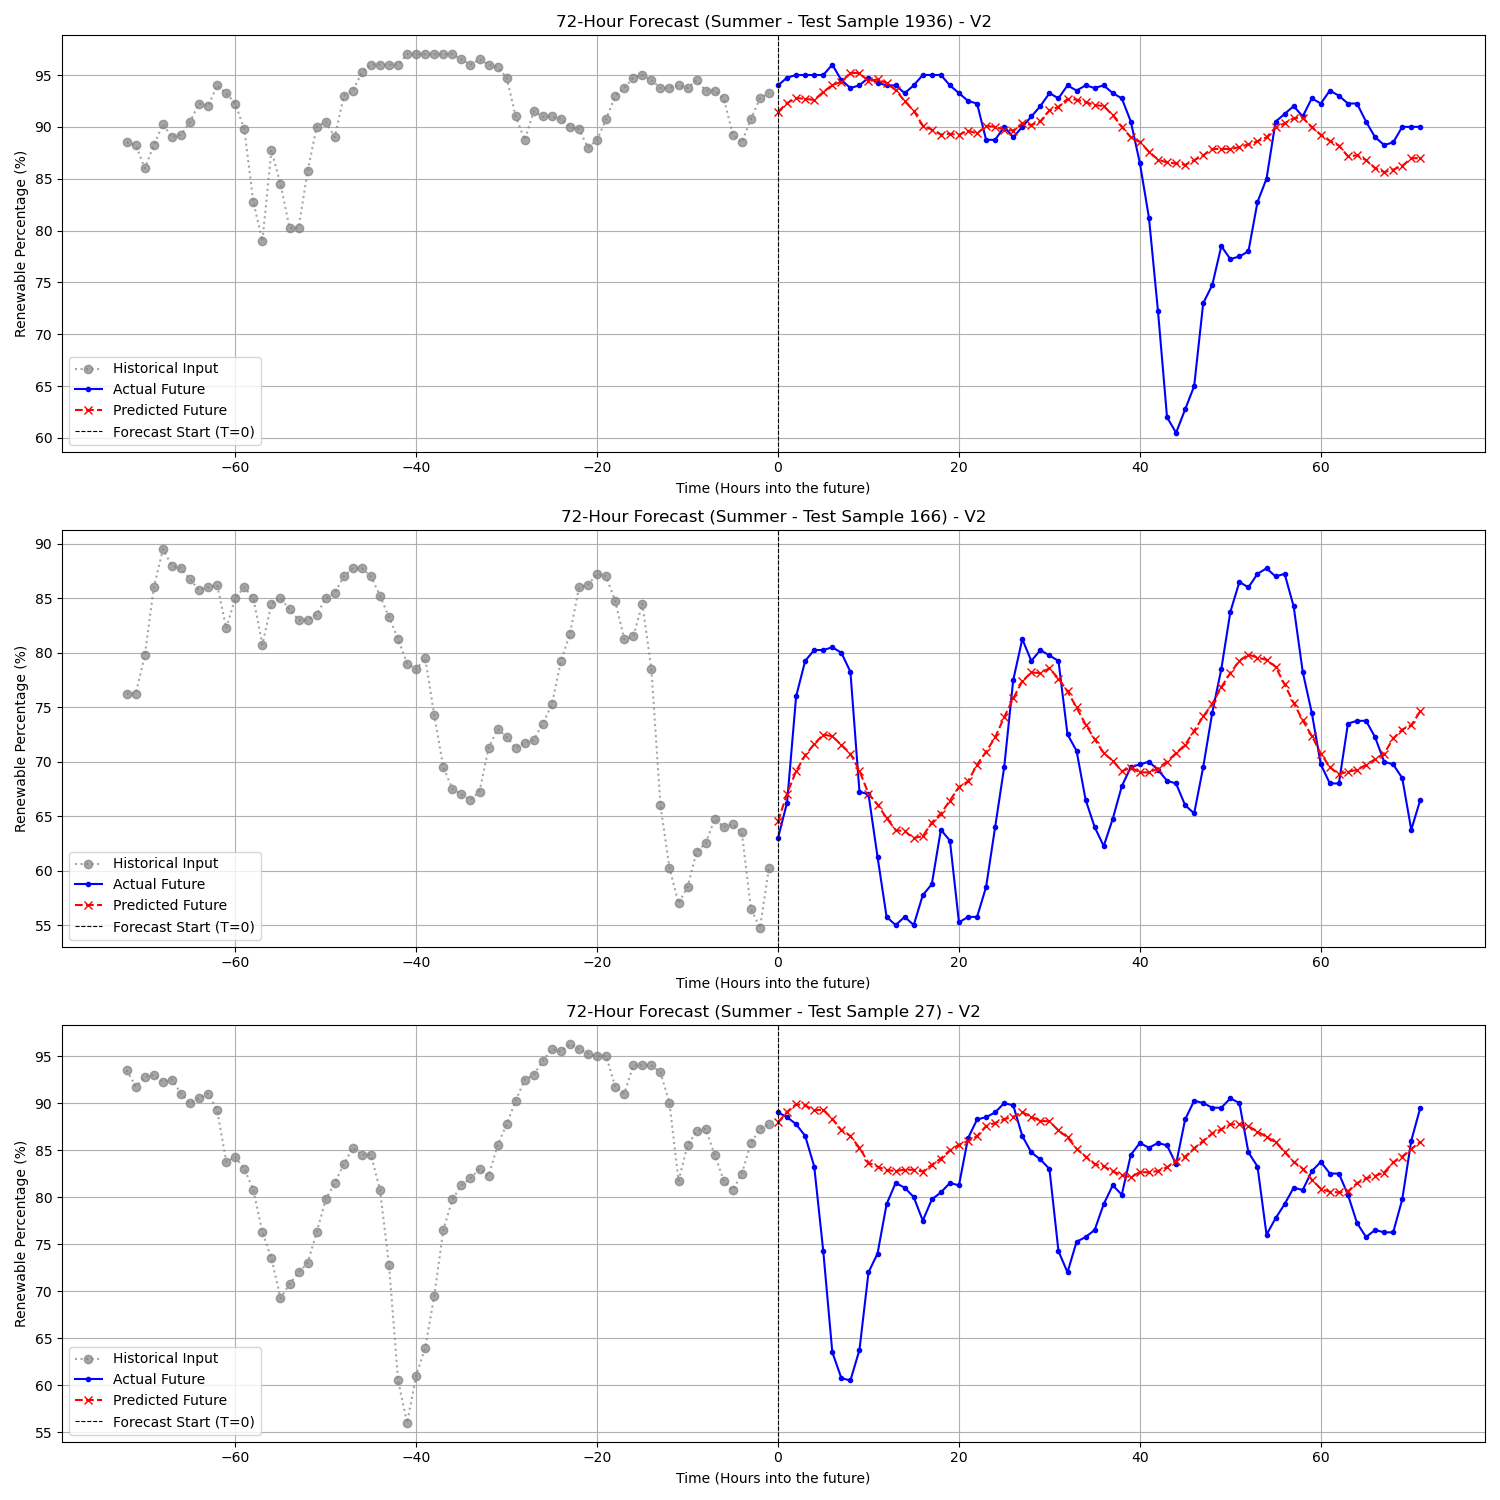 72-Hour Forecast (Summer - Test Sample 1936) - V2
Renewable Percentage (%)
95
90
85
80
75
70
65
60
Historical Input
Actual Future
Predicted Future
Forecast Start (T=0)
−60
−40
−20
0
20
40
60
Time (Hours into the future)
72-Hour Forecast (Summer - Test Sample 166) - V2
Renewable Percentage (%)
90
85
80
75
70
65
60
55
Historical Input
Actual Future
Predicted Future
Forecast Start (T=0)
−60
−40
−20
0
20
40
60
Time (Hours into the future)
72-Hour Forecast (Summer - Test Sample 27) - V2
Renewable Percentage (%)
95
90
85
80
75
70
65
60
55
Historical Input
Actual Future
Predicted Future
Forecast Start (T=0)
−60
−40
−20
0
20
40
60
Time (Hours into the future)